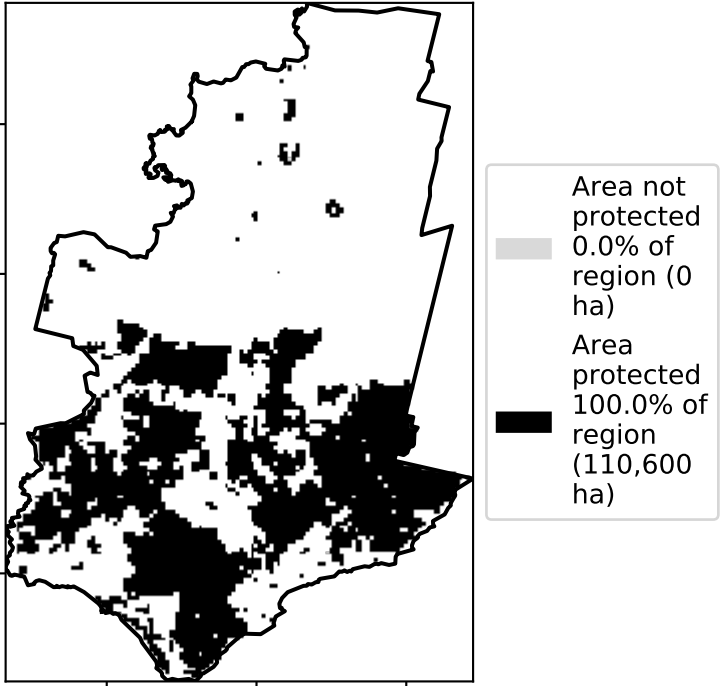 Area not
protected
0.0% of
region (0
ha)
Area
protected
100.0% of
region
(110,600
ha)